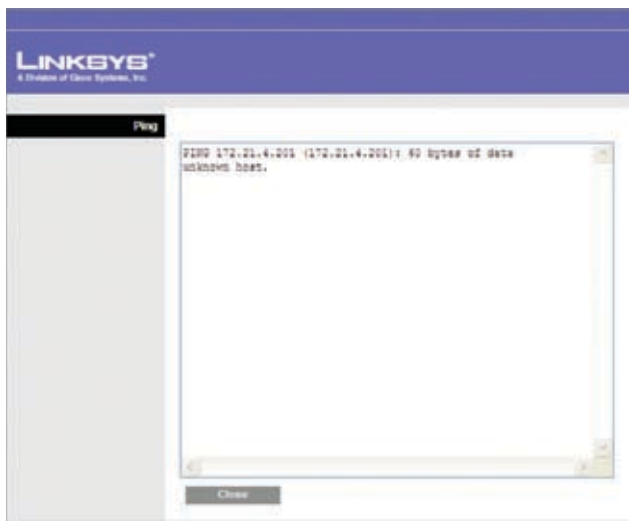 LINKSYS®
A Division of Cisco Systems, Inc.
Ping
PING 172.21.4.201 (172.21.4.201): 60 bytes of data
unknown host.
Close